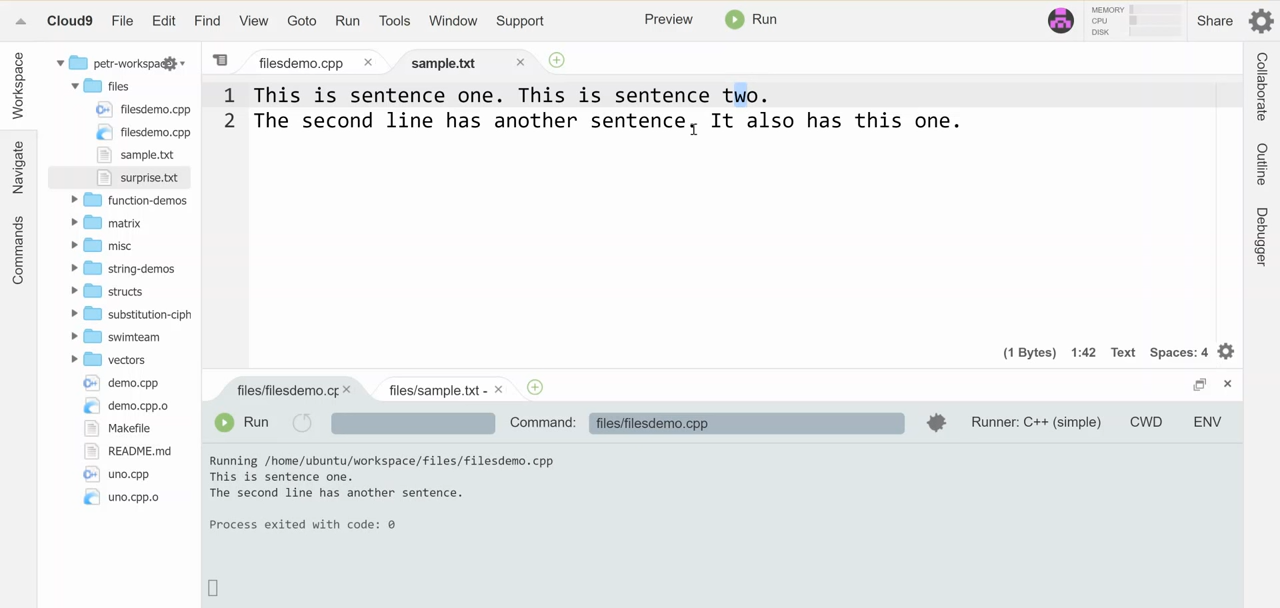 Cloud9 File Edit Find View Goto Run Tools Window Support Preview Run MEMORY CPU DISK Share
Workspace
Navigate
Commands
petr-workspac
files
filesdemo.cpp
filesdemo.cpp
sample.txt
surprise.txt
function-demos
matrix
misc
string-demos
structs
substitution-ciph
swimteam
vectors
demo.cpp
demo.cpp.o
Makefile
README.md
uno.cpp
uno.cpp.o
filesdemo.cpp sample.txt
1 This is sentence one. This is sentence two.
2 The second line has another sentence. It also has this one.
(1 Bytes) 1:42 Text Spaces: 4
files/filesdemo.cp files/sample.txt -
Run Command: files/filesdemo.cpp Runner: C++ (simple) CWD ENV
Running /home/ubuntu/workspace/files/filesdemo.cpp
This is sentence one.
The second line has another sentence.
Process exited with code: 0
Collaborate
Outline
Debugger